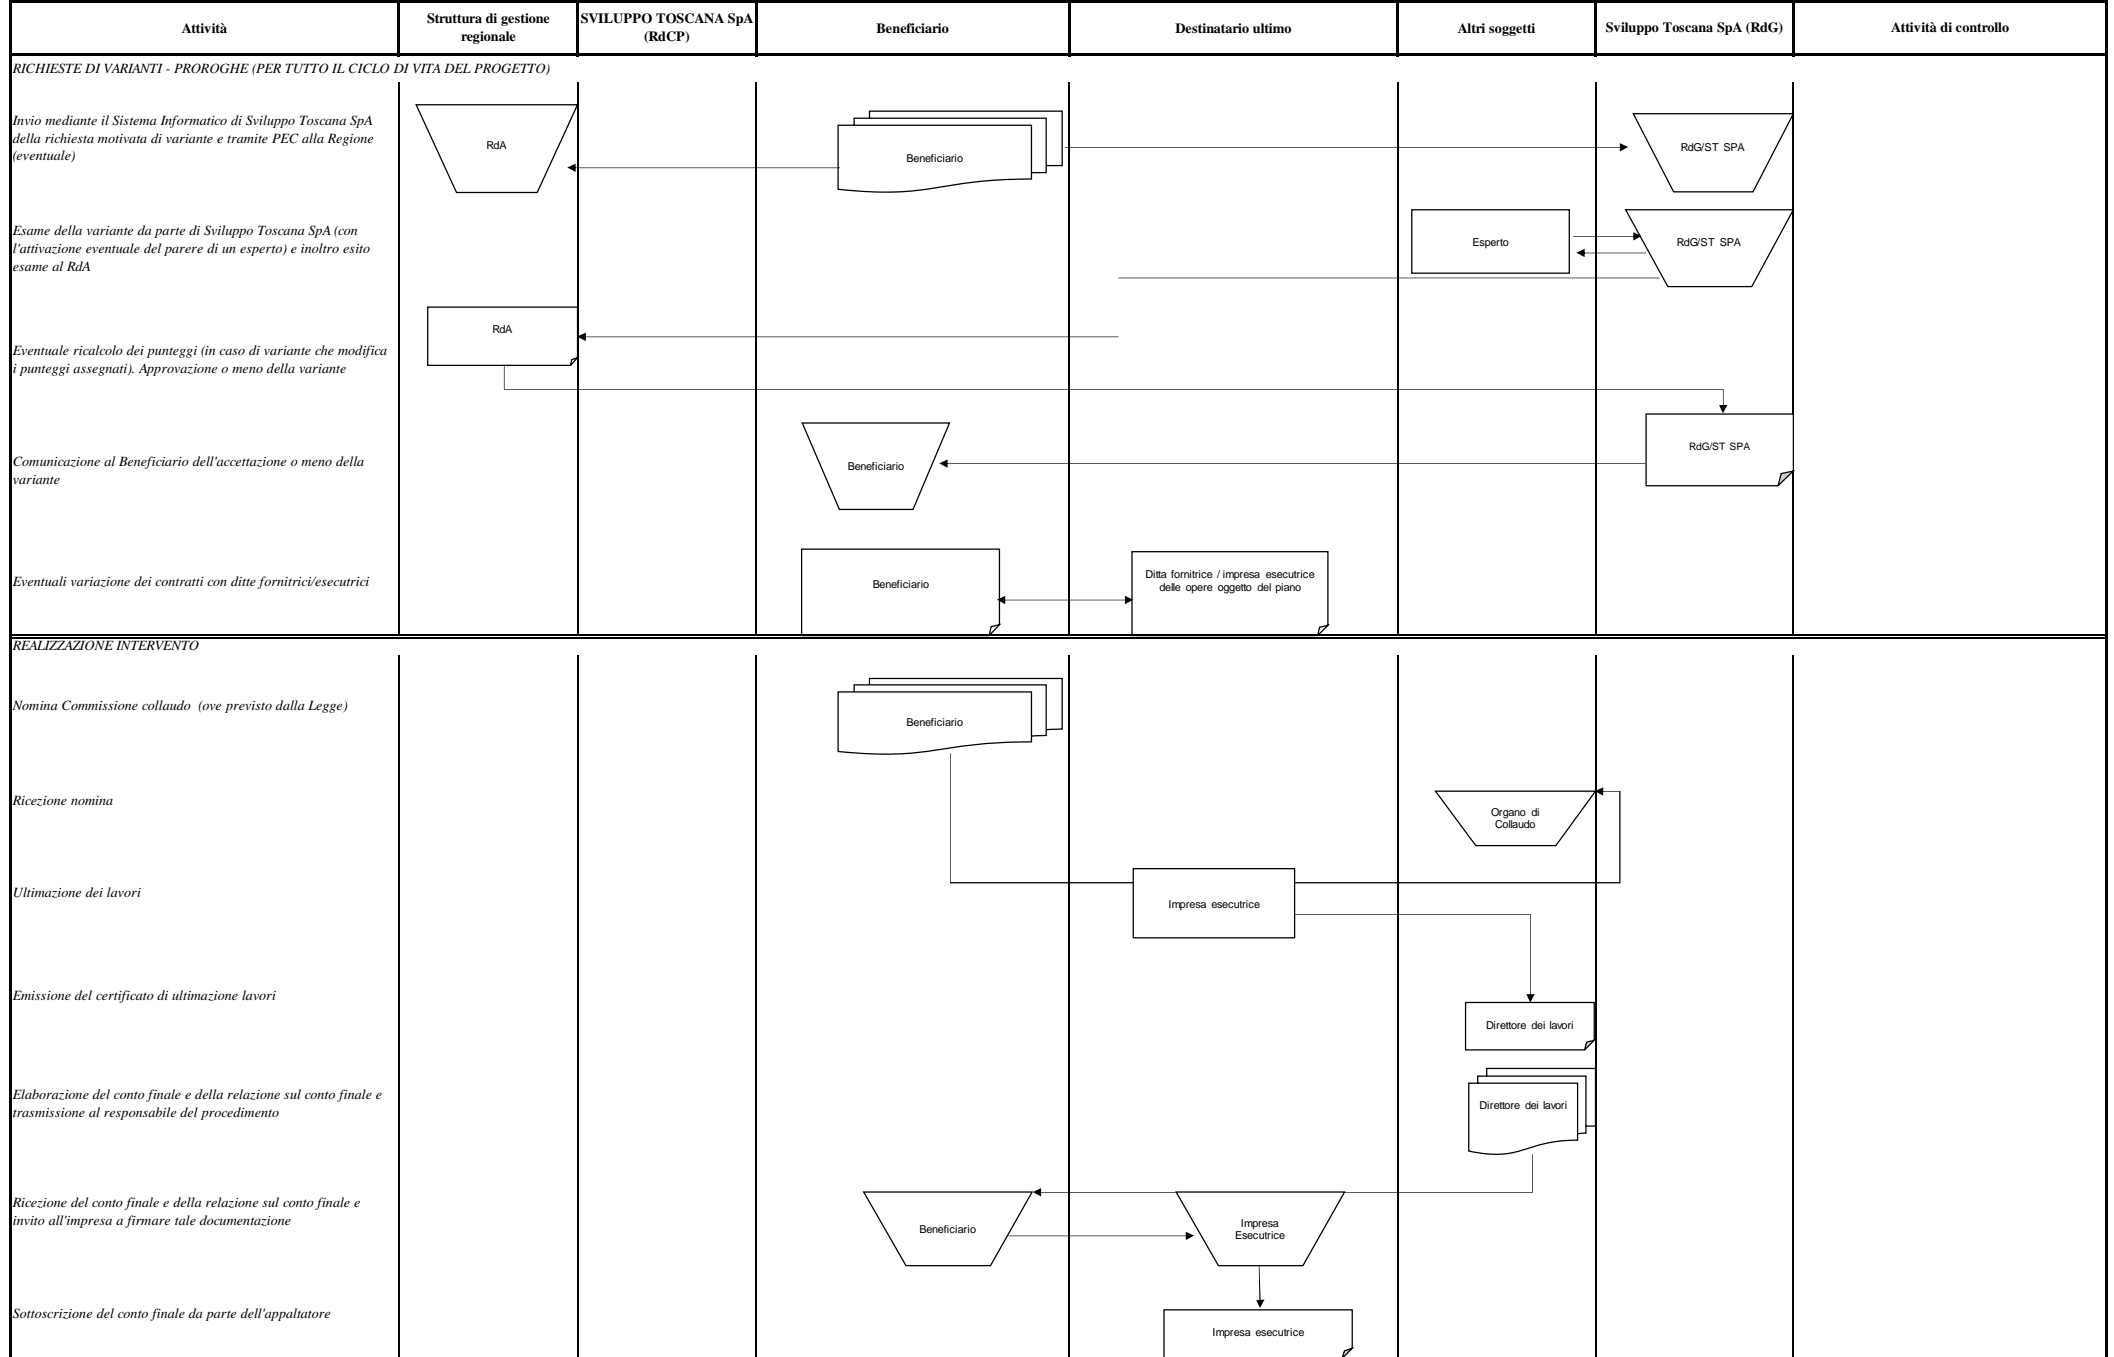 Attività
Struttura di gestione
regionale
SVILUPPO TOSCANA SpA
(RdCP)
Beneficiario
Destinatario ultimo
Altri soggetti
Sviluppo Toscana SpA (RdG)
Attività di controllo
RICHIESTE DI VARIANTI - PROROGHE (PER TUTTO IL CICLO DI VITA DEL PROGETTO)
Invio mediante il Sistema Informatico di Sviluppo Toscana SpA
della richiesta motivata di variante e tramite PEC alla Regione
(eventuale)
RdA
Beneficiario
RdG/ST SPA
Esame della variante da parte di Sviluppo Toscana SpA (con
l'attivazione eventuale del parere di un esperto) e inoltro esito
esame al RdA
Esperto
RdG/ST SPA
RdA
Eventuale ricalcolo dei punteggi (in caso di variante che modifica
i punteggi assegnati). Approvazione o meno della variante
Comunicazione al Beneficiario dell'accettazione o meno della
variante
Beneficiario
RdG/ST SPA
Eventuali variazione dei contratti con ditte fornitrici/esecutrici
Beneficiario
Ditta fornitrice / impresa esecutrice
delle opere oggetto del piano
REALIZZAZIONE INTERVENTO
Nomina Commissione collaudo (ove previsto dalla Legge)
Beneficiario
Ricezione nomina
Organo di
Collaudo
Ultimazione dei lavori
Impresa esecutrice
Emissione del certificato di ultimazione lavori
Direttore dei lavori
Elaborazione del conto finale e della relazione sul conto finale e
trasmissione al responsabile del procedimento
Direttore dei lavori
Ricezione del conto finale e della relazione sul conto finale e
invito all'impresa a firmare tale documentazione
Beneficiario
Impresa
Esecutrice
Sottoscrizione del conto finale da parte dell'appaltatore
Impresa esecutrice